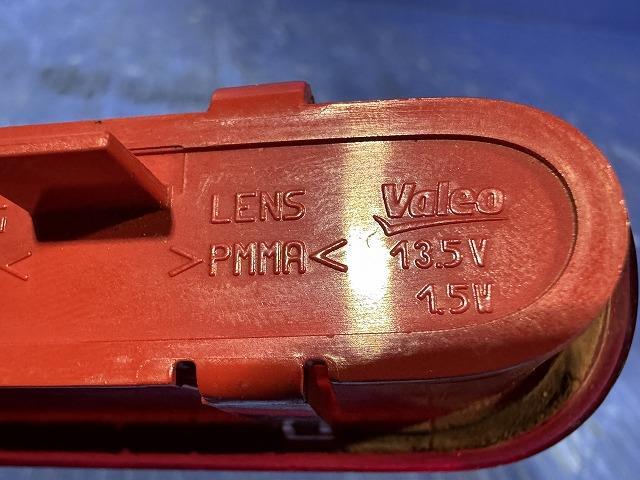 LENS
>PMMA<
Valeo
13.5V
1.5W